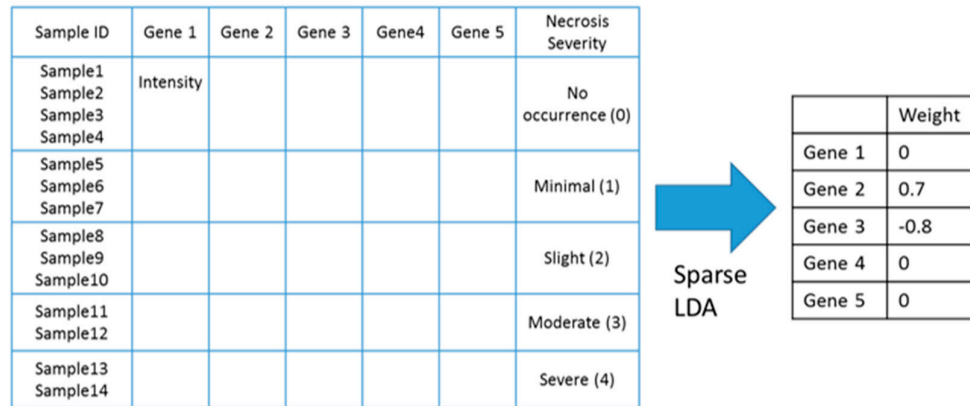 Sample ID Gene 1 Gene 2 Gene 3 Gene4 Gene 5 Necrosis Severity
Sample1
Sample2
Sample3
Sample4
Intensity
No
occurrence (0)
Sample5
Sample6
Sample7
Minimal (1)
Sample8
Sample9
Sample10
Slight (2)
Sample11
Sample12
Moderate (3)
Sample13
Sample14
Severe (4)
Sparse
LDA
Weight
Gene 1 0
Gene 2 0.7
Gene 3 -0.8
Gene 4 0
Gene 5 0